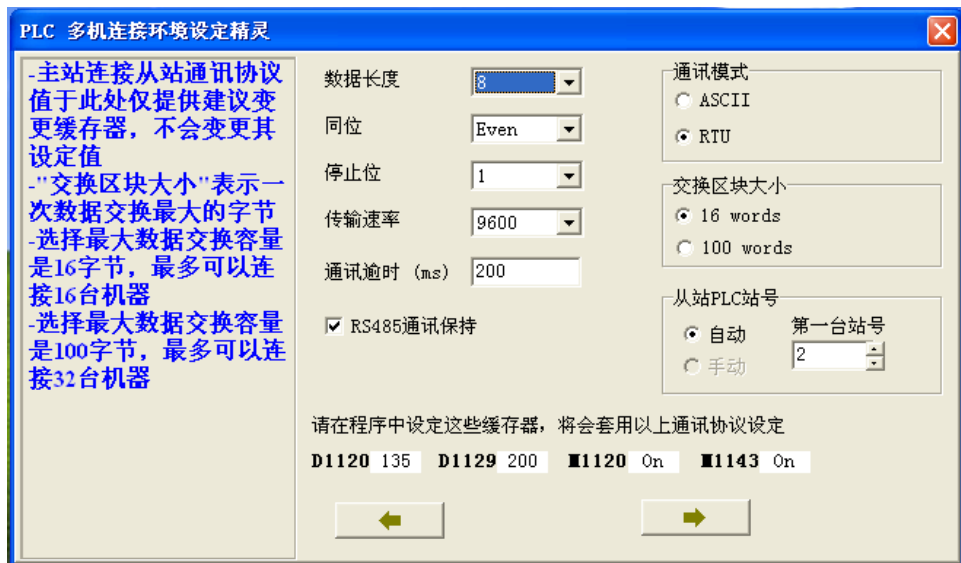 PLC 多机连接环境设定精灵
-主站连接从站通讯协议
值于此处仅提供建议变
更缓存器，不会变更其
设定值
-"交换区块大小"表示一
次数据交换最大的字节
-选择最大数据交换容量
是16字节，最多可以连
接16台机器
-选择最大数据交换容量
是100字节，最多可以连
接32台机器
数据长度 8
同位 Even
停止位 1
传输速率 9600
通讯逾时 (ms) 200
RS485通讯保持
通讯模式
ASCII
RTU
交换区块大小
16 words
100 words
从站PLC站号
自动
手动
第一台站号
2
请在程序中设定这些缓存器，将会套用以上通讯协议设定
D1120 135 D1129 200 M1120 On M1143 On